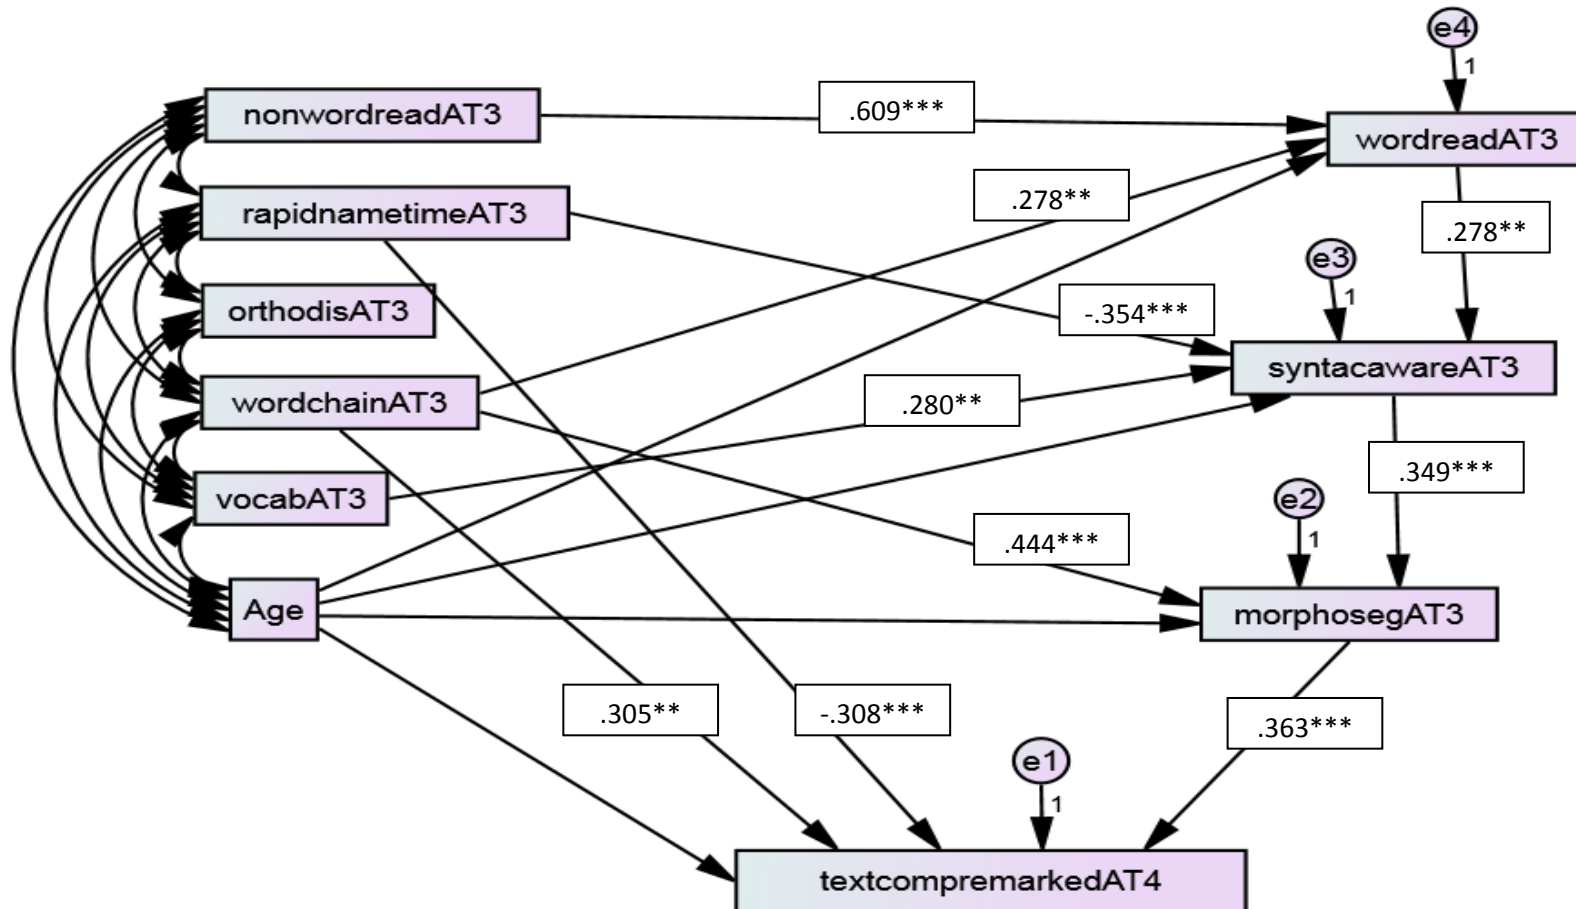 e4
1
nonwordreadAT3
.609***
wordreadAT3
rapidnametimeAT3
.278**
.278**
e3
1
orthodisAT3
-.354***
syntacawareAT3
wordchainAT3
.280**
.349***
vocabAT3
e2
1
.444***
Age
morphosegAT3
.305**
-.308***
.363***
e1
1
textcompremarkedAT4